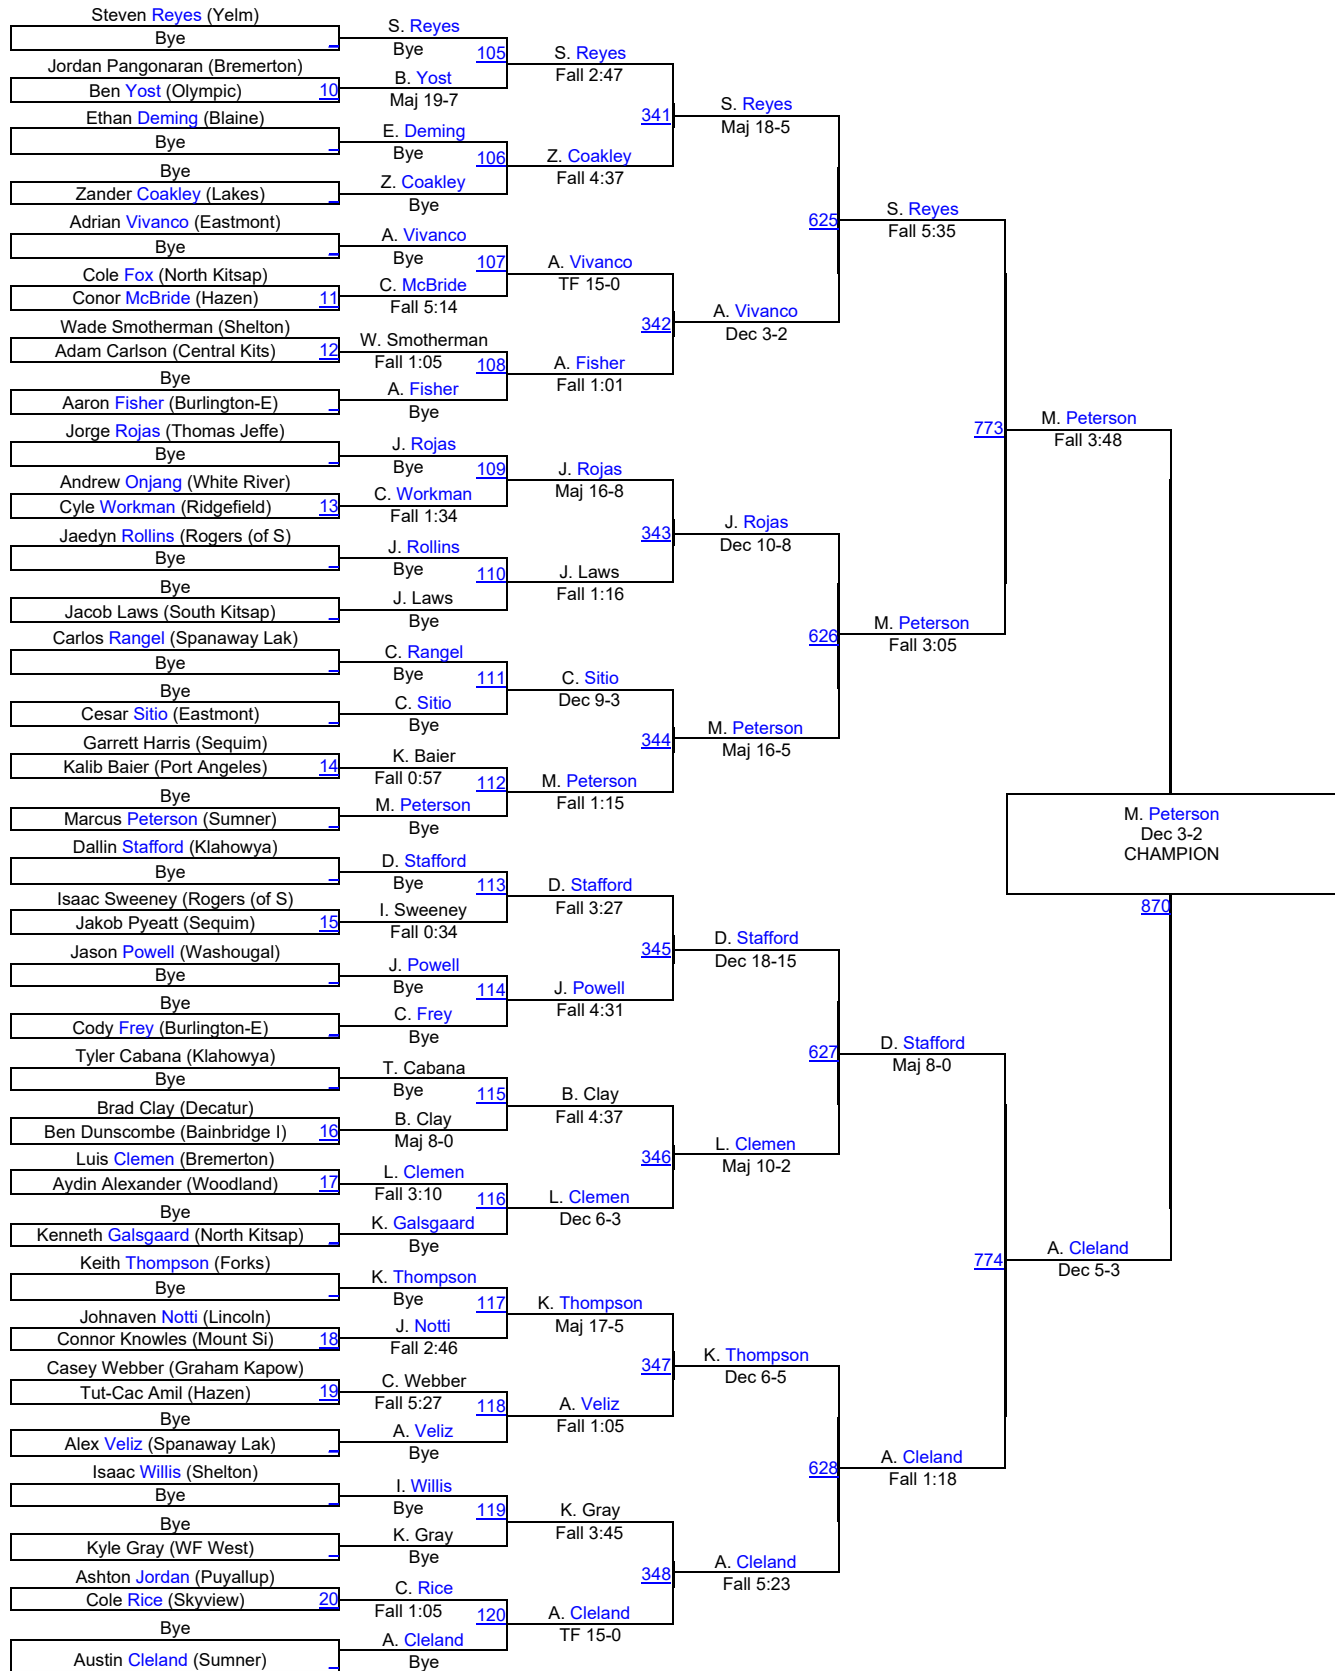 Steven Reyes (Yelm)
Bye
Jordan Pangonaran (Bremerton)
Ben Yost (Olympic) 10
Ethan Deming (Blaine)
Bye
Bye
Zander Coakley (Lakes)
Adrian Vivanco (Eastmont)
Bye
Cole Fox (North Kitsap)
Conor McBride (Hazen) 11
Wade Smotherman (Shelton)
Adam Carlson (Central Kits) 12
Bye
Aaron Fisher (Burlington-E)
Jorge Rojas (Thomas Jeffe)
Bye
Andrew Onjang (White River)
Cyle Workman (Ridgefield) 13
Jaedyn Rollins (Rogers (of S)
Bye
Bye
Jacob Laws (South Kitsap)
Carlos Rangel (Spanaway Lak)
Bye
Bye
Cesar Sitio (Eastmont)
Garrett Harris (Sequim)
Kalib Baier (Port Angeles) 14
Bye
Marcus Peterson (Sumner)
Dallin Stafford (Klahowya)
Bye
Isaac Sweeney (Rogers (of S)
Jakob Pyeatt (Sequim) 15
Jason Powell (Washougal)
Bye
Bye
Cody Frey (Burlington-E)
Tyler Cabana (Klahowya)
Bye
Brad Clay (Decatur)
Ben Dunscombe (Bainbridge I) 16
Luis Clemen (Bremerton)
Aydin Alexander (Woodland) 17
Bye
Kenneth Galsgaard (North Kitsap)
Keith Thompson (Forks)
Bye
Johnaven Notti (Lincoln)
Connor Knowles (Mount Si) 18
Casey Webber (Graham Kapow)
Tut-Cac Amil (Hazen) 19
Bye
Alex Veliz (Spanaway Lak)
Isaac Willis (Shelton)
Bye
Bye
Kyle Gray (WF West)
Ashton Jordan (Puyallup)
Cole Rice (Skyview) 20
Bye
Austin Cleland (Sumner)
S. Reyes
Bye
105
B. Yost
Maj 19-7
E. Deming
Bye
106
Z. Coakley
Bye
A. Vivanco
Bye
107
C. McBride
Fall 5:14
W. Smotherman
Fall 1:05
108
A. Fisher
Bye
J. Rojas
Bye
109
C. Workman
Fall 1:34
J. Rollins
Bye
110
J. Laws
Bye
C. Rangel
Bye
111
C. Sitio
Bye
K. Baier
Fall 0:57
112
M. Peterson
Bye
D. Stafford
Bye
113
I. Sweeney
Fall 0:34
J. Powell
Bye
114
C. Frey
Bye
T. Cabana
Bye
115
B. Clay
Maj 8-0
L. Clemen
Fall 3:10
116
K. Galsgaard
Bye
K. Thompson
Bye
117
J. Notti
Fall 2:46
C. Webber
Fall 5:27
118
A. Veliz
Bye
I. Willis
Bye
119
K. Gray
Bye
C. Rice
Fall 1:05
120
A. Cleland
Bye
S. Reyes
Fall 2:47
341
Z. Coakley
Fall 4:37
A. Vivanco
TF 15-0
342
A. Fisher
Fall 1:01
J. Rojas
Maj 16-8
343
J. Laws
Fall 1:16
C. Sitio
Dec 9-3
344
M. Peterson
Fall 1:15
D. Stafford
Fall 3:27
345
J. Powell
Fall 4:31
B. Clay
Fall 4:37
346
L. Clemen
Dec 6-3
K. Thompson
Maj 17-5
347
A. Veliz
Fall 1:05
K. Gray
Fall 3:45
348
A. Cleland
TF 15-0
S. Reyes
Maj 18-5
625
A. Vivanco
Dec 3-2
J. Rojas
Dec 10-8
626
M. Peterson
Maj 16-5
D. Stafford
Dec 18-15
627
L. Clemen
Maj 10-2
K. Thompson
Dec 6-5
628
A. Cleland
Fall 5:23
S. Reyes
Fall 5:35
773
M. Peterson
Fall 3:05
D. Stafford
Maj 8-0
774
A. Cleland
Fall 1:18
M. Peterson
Fall 3:48
A. Cleland
Dec 5-3
M. Peterson
Dec 3-2
CHAMPION
870